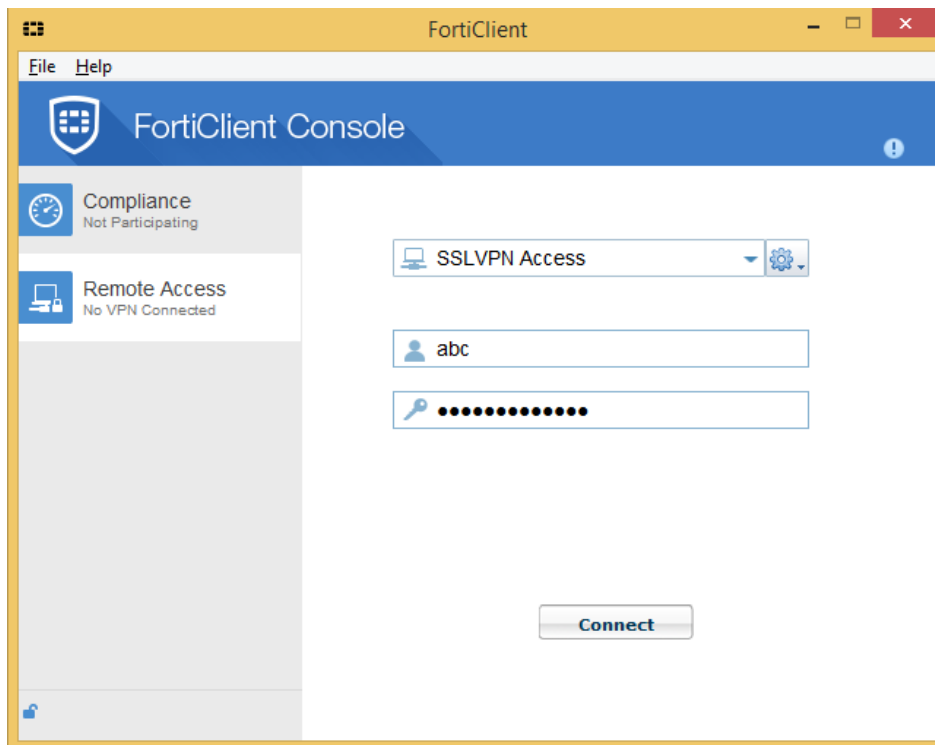 FortiClient
File Help
FortiClient Console
Compliance
Not Participating
Remote Access
No VPN Connected
SSLVPN Access
abc
•••••••••••••
Connect